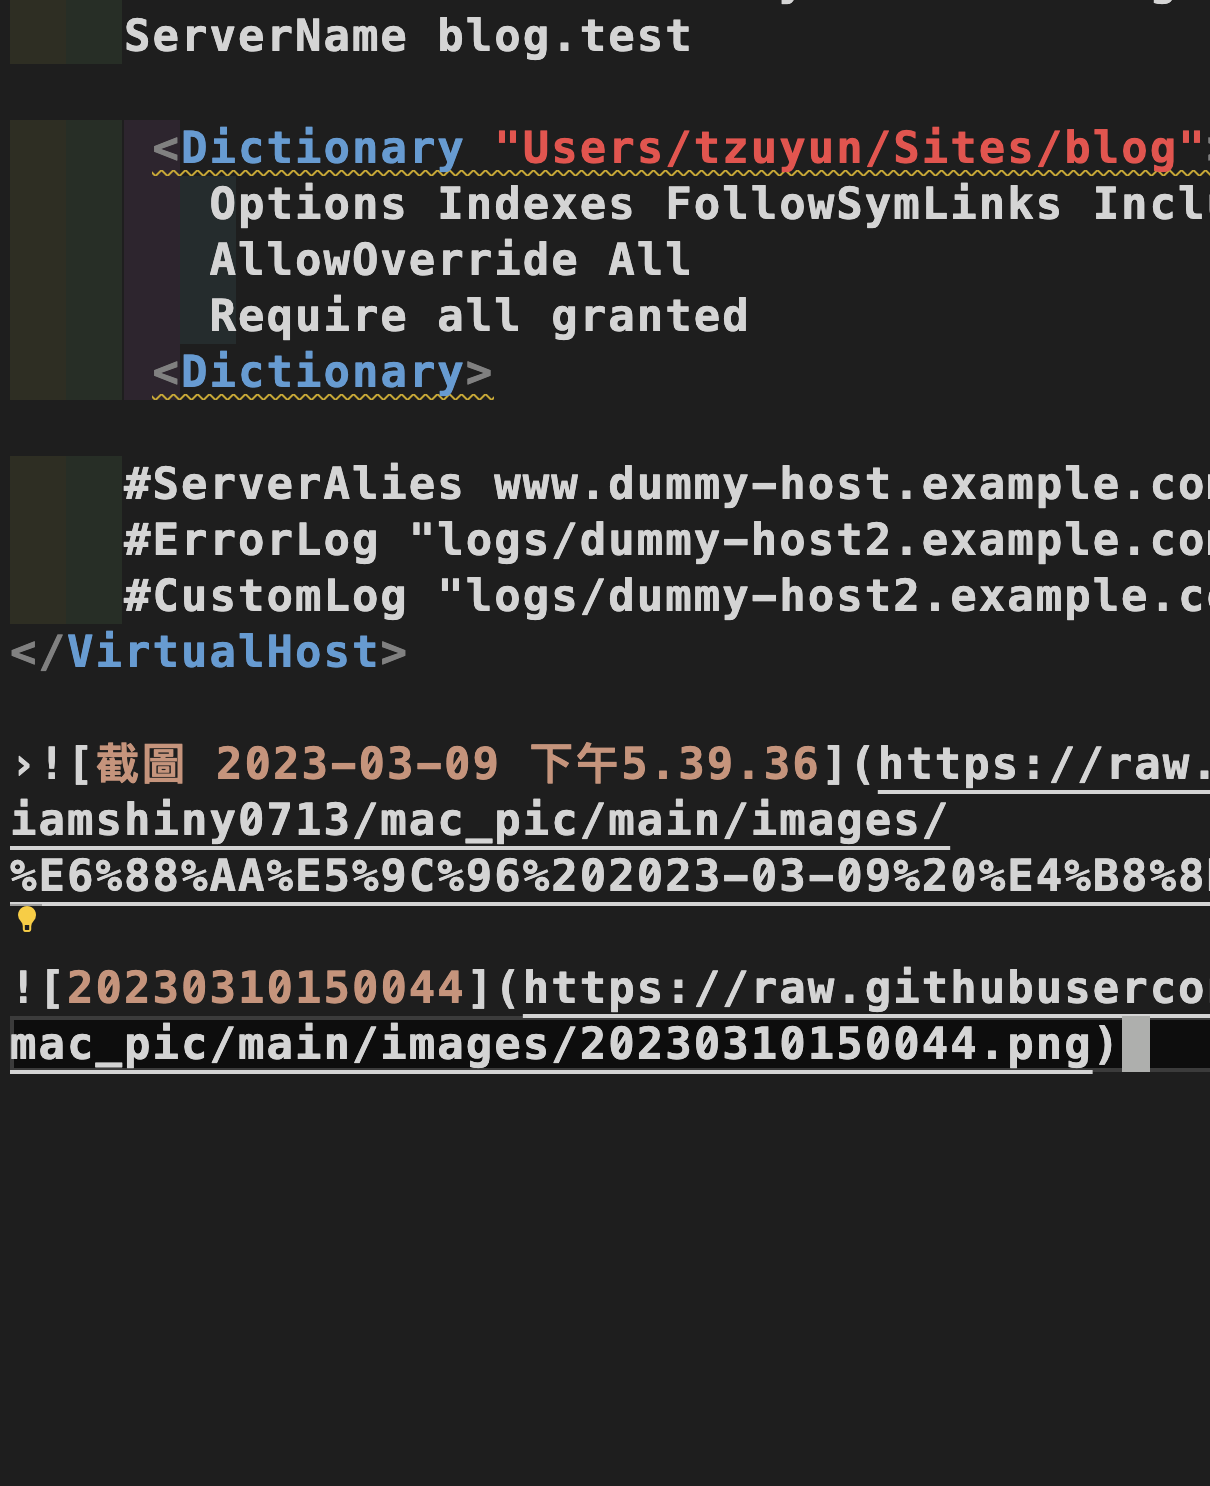 ServerName blog.test
<Dictionary "Users/tzuyun/Sites/blog"
Options Indexes FollowSymLinks
AllowOverride All
Require all granted
<Dictionary>
#ServerAlies www.dummy-host.example.co
#ErrorLog "logs/dummy-host2.example.co
#CustomLog "logs/dummy-host2.example.c
</VirtualHost>
›![截圖 2023-03-09 下午5.39.36](https://raw.
iamshiny0713/mac_pic/main/images/
%E6%88%AA%E5%9C%96%202023-03-09%20%E4%B8%8
![20230310150044](https://raw.githubuserco
mac_pic/main/images/20230310150044.png)